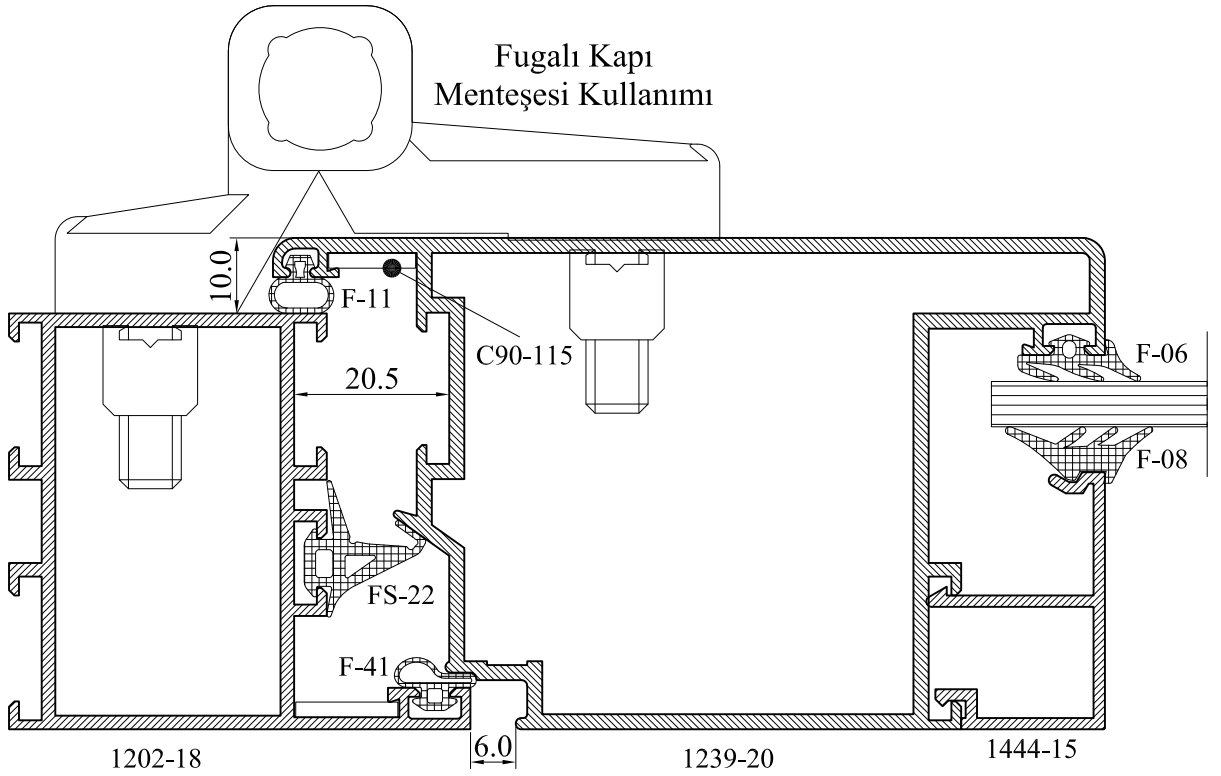 Fugalı Kapı
Menteşesi Kullanımı
10.0
F-11
C90-115
F-06
20.5
F-08
FS-22
F-41
6.0
1202-18
1239-20
1444-15